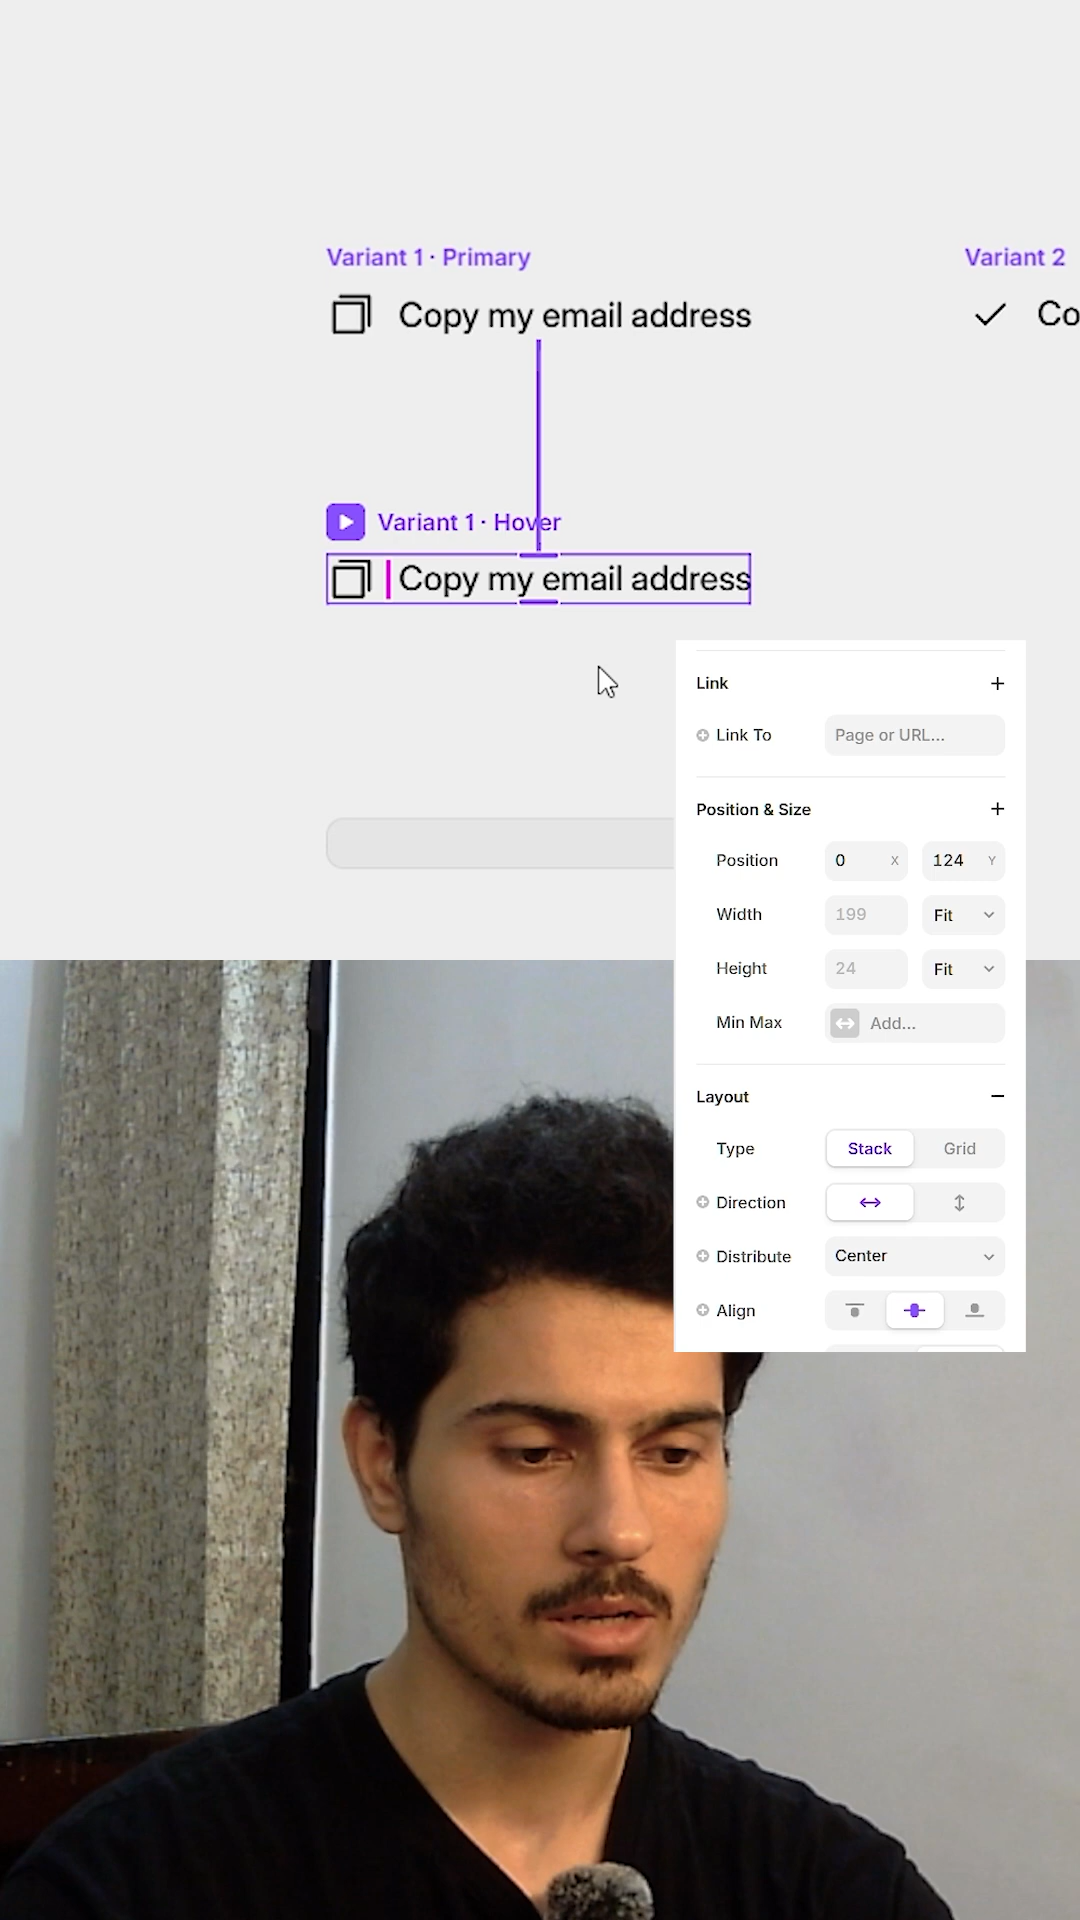 Variant 1 · Primary
Variant 2
Copy my email address
Co
Variant 1 · Hover
Copy my email address
Link
Link To
Page or URL...
Position & Size
Position
0
X
124
Y
Width
199
Fit
Height
24
Fit
Min Max
Add...
Layout
Type
Stack
Grid
Direction
Distribute
Center
Align